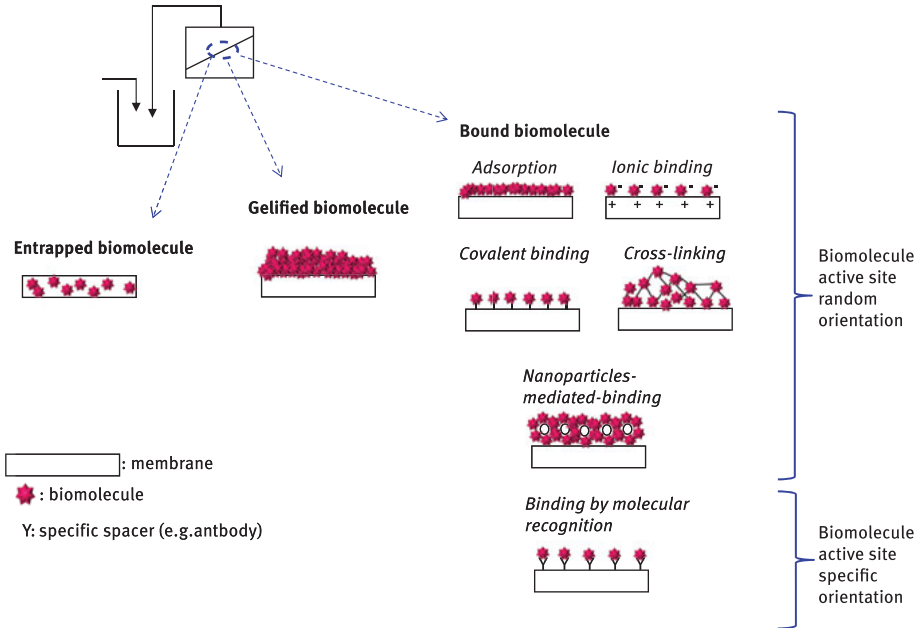 Bound biomolecule
Adsorption
Ionic binding
- - - - -
+ + + + +
Gelified biomolecule
Entrapped biomolecule
Covalent binding
Cross-linking
Biomolecule
active site
random
orientation
Nanoparticles-
mediated-binding
: membrane
: biomolecule
Y: specific spacer (e.g.antbody)
Binding by molecular
recognition
Biomolecule
active site
specific
orientation